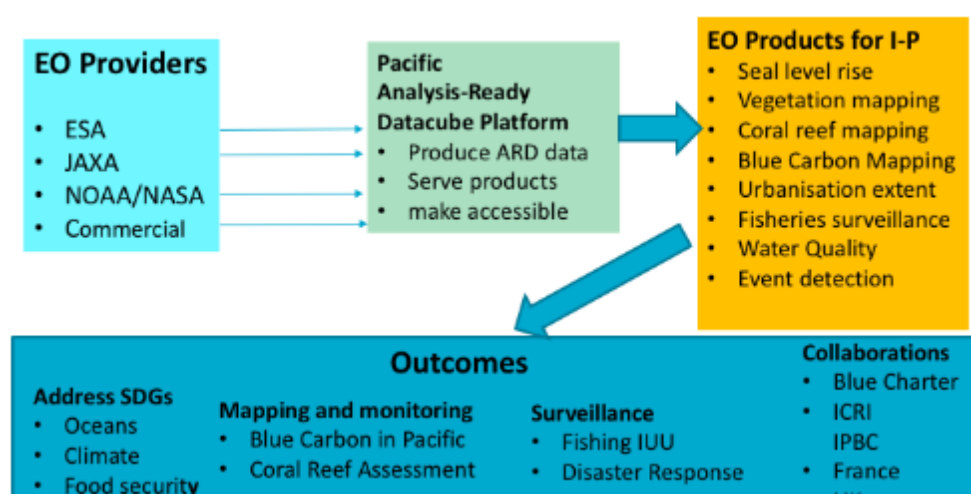 EO Providers
• ESA
• JAXA
• NOAA/NASA
• Commercial
Pacific
Analysis-Ready
Datacube Platform
• Produce ARD data
• Serve products
• make accessible
EO Products for I-P
• Seal level rise
• Vegetation mapping
• Coral reef mapping
• Blue Carbon Mapping
• Urbanisation extent
• Fisheries surveillance
• Water Quality
• Event detection
Outcomes
Address SDGs
• Oceans
• Climate
• Food security
Mapping and monitoring
• Blue Carbon in Pacific
• Coral Reef Assessment
Surveillance
• Fishing IUU
• Disaster Response
Collaborations
• Blue Charter
• ICRI
IPBC
• France